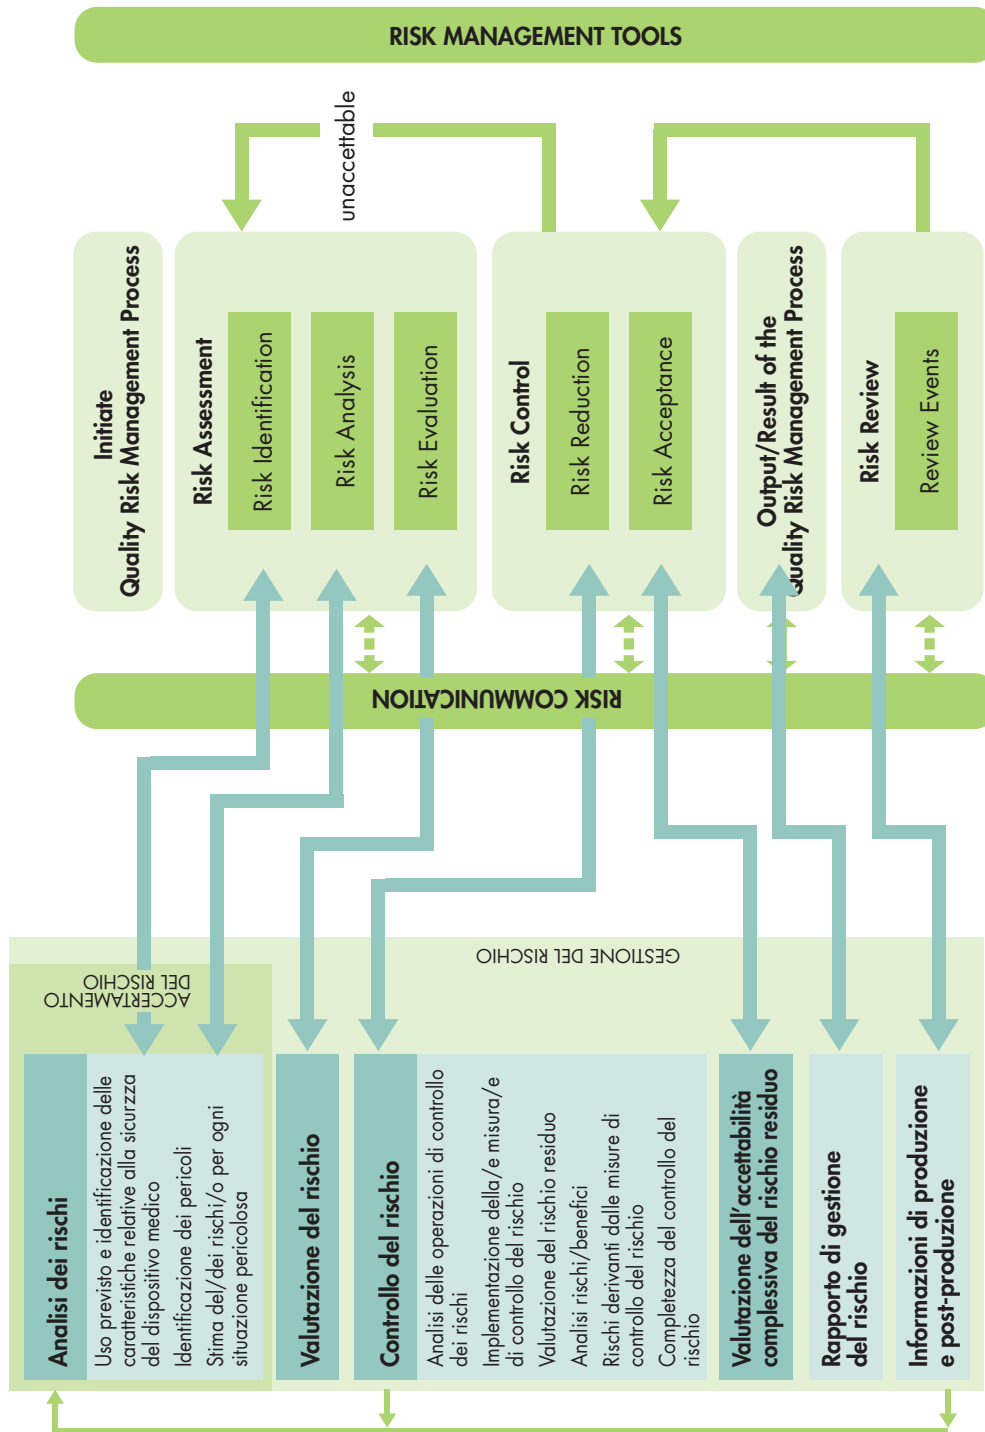 Analisi dei rischi
Uso previsto e identificazione delle
caratteristiche relative alla sicurzza
del dispositivo medico
Identificazione dei pericoli
Stima del/dei rischi/o per ogni
situazione pericolosa
ACCERTAMENTO
DEL RISCHIO
Valutazione del rischio
Controllo del rischio
Analisi delle operazioni di controllo
dei rischi
Implementazione della/e misura/e
di controllo del rischio
Valutazione del rischio residuo
Analisi rischi/benefici
Rischi derivanti dalle misure di
controllo del rischio
Completezza del controllo del
rischio
GESTIONE DEL RISCHIO
Valutazione dell'accettabilità
complessiva del rischio residuo
Rapporto di gestione
del rischio
Informazioni di produzione
e post-produzione
RISK COMMUNICATION
Initiate
Quality Risk Management Process
Risk Assessment
Risk Identification
Risk Analysis
Risk Evaluation
unaccettable
Risk Control
Risk Reduction
Risk Acceptance
Output/Result of the
Quality Risk Management Process
Risk Review
Review Events
RISK MANAGEMENT TOOLS